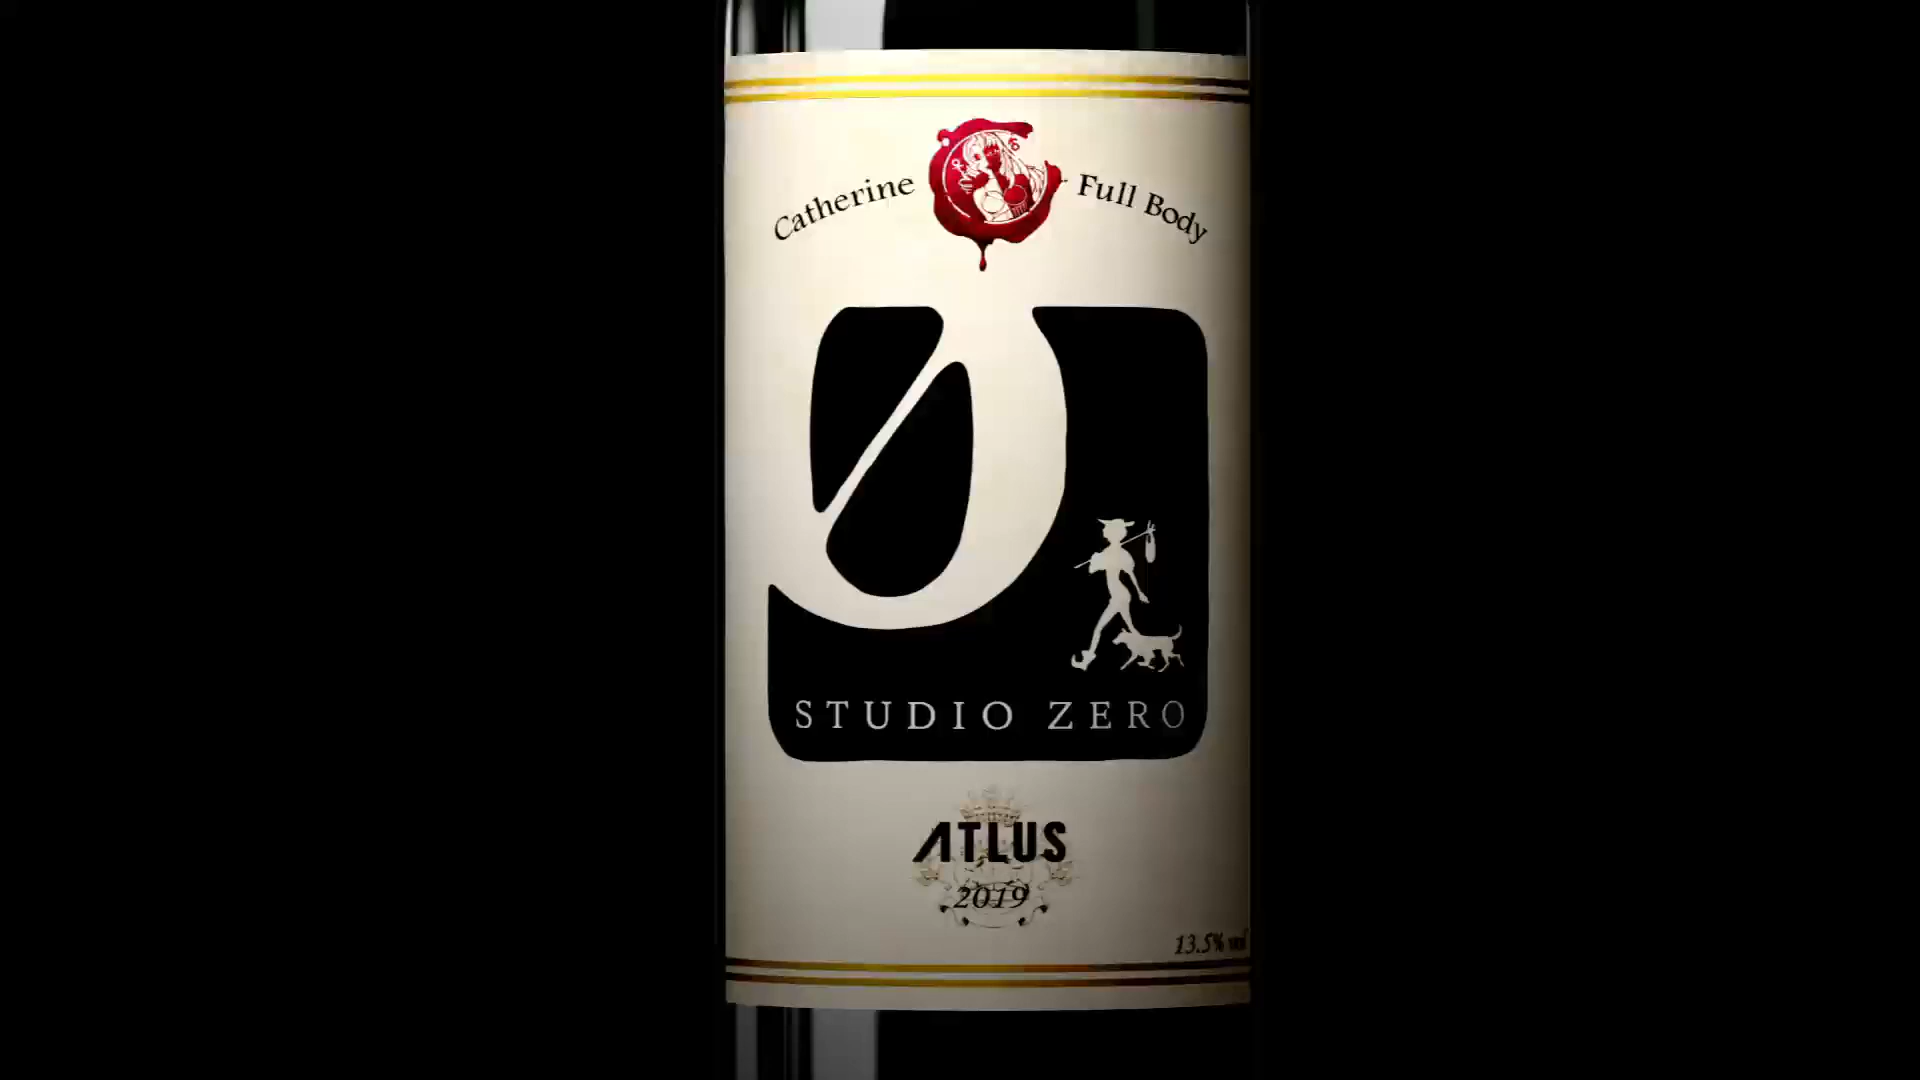 Catherine Full Body
STUDIO ZERO
ATLUS
2019
13.5% vol